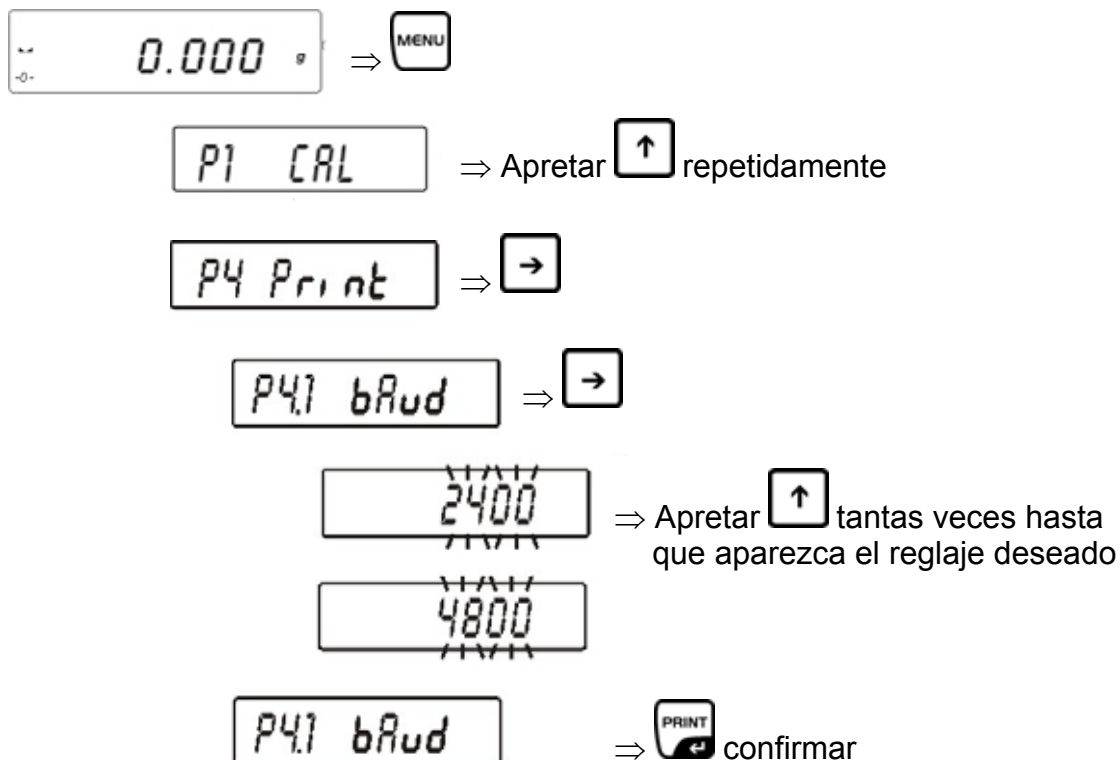 0.000 g ⇒ MENU
P1 CAL ⇒ Apretar ↑ repetidamente
P4 Print ⇒ →
P4.1 bAud ⇒ →
2400 ⇒ Apretar ↑ tantas veces hasta
que aparezca el reglaje deseado
4800
P4.1 bAud ⇒ PRINT confirmar